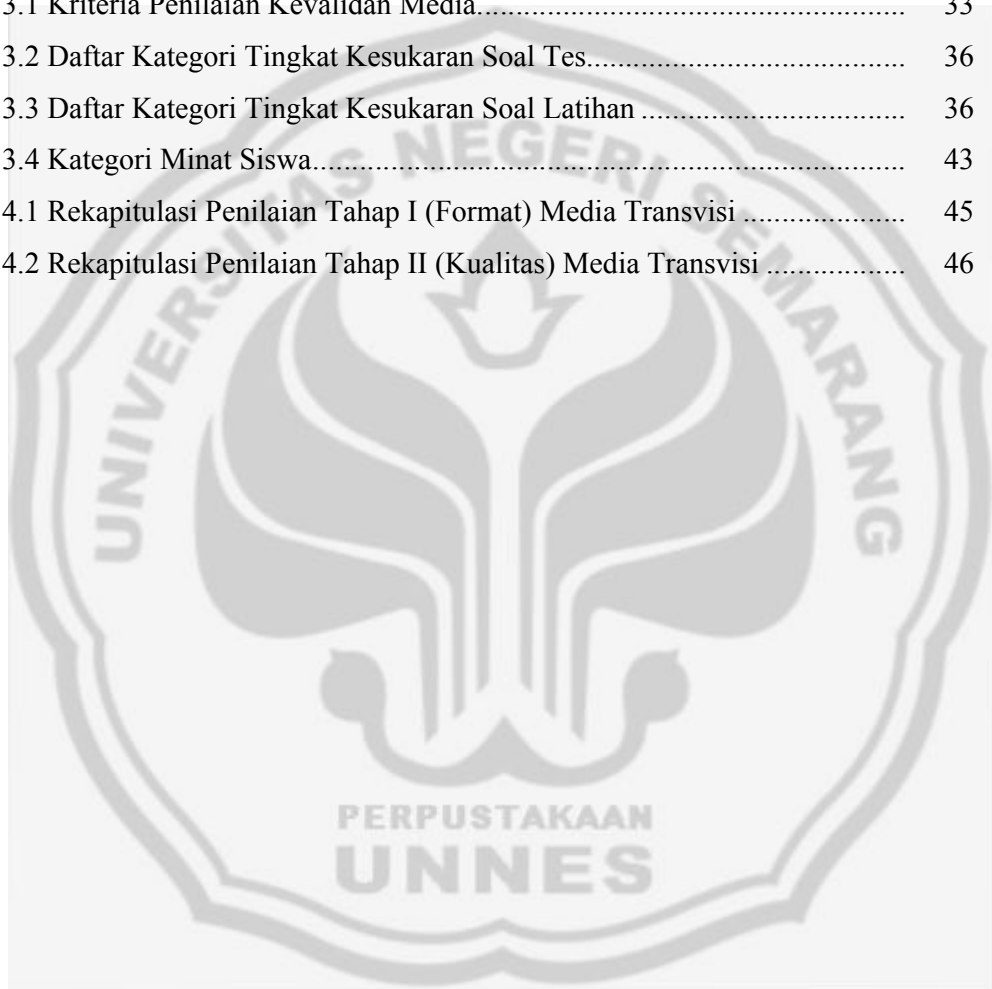 3.1 Kriteria Penilaian Kevalidan Media.............................................................. 33
3.2 Daftar Kategori Tingkat Kesukaran Soal Tes............................................ 36
3.3 Daftar Kategori Tingkat Kesukaran Soal Latihan ..................................... 36
3.4 Kategori Minat Siswa................................................................................ 43
4.1 Rekapitulasi Penilaian Tahap I (Format) Media Transvisi ....................... 45
4.2 Rekapitulasi Penilaian Tahap II (Kualitas) Media Transvisi .................... 46
UNIVERSITAS NEGERI SEMARANG
PERPUSTAKAAN
UNNES